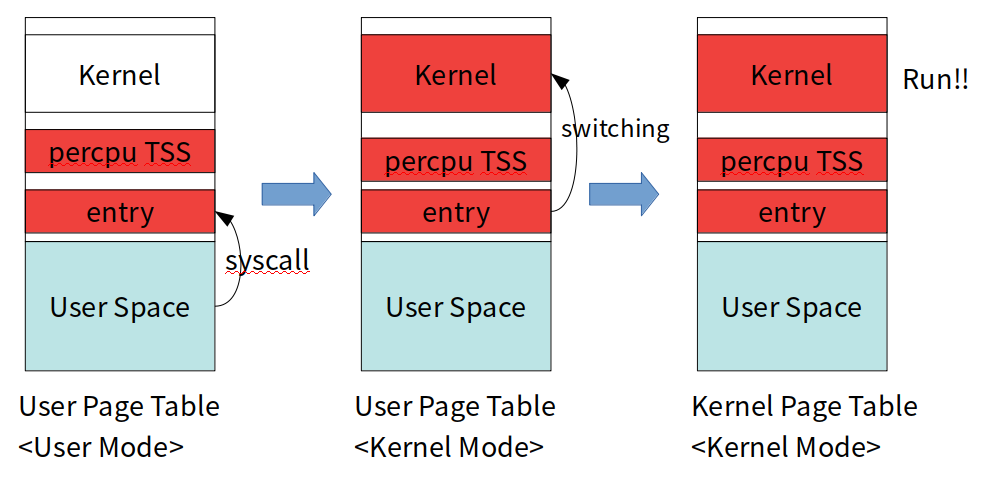 Kernel
percpu TSS
entry
syscall
User Space
User Page Table
<User Mode>
Kernel
switching
percpu TSS
entry
User Space
User Page Table
<Kernel Mode>
Kernel
Run!!
percpu TSS
entry
User Space
Kernel Page Table
<Kernel Mode>